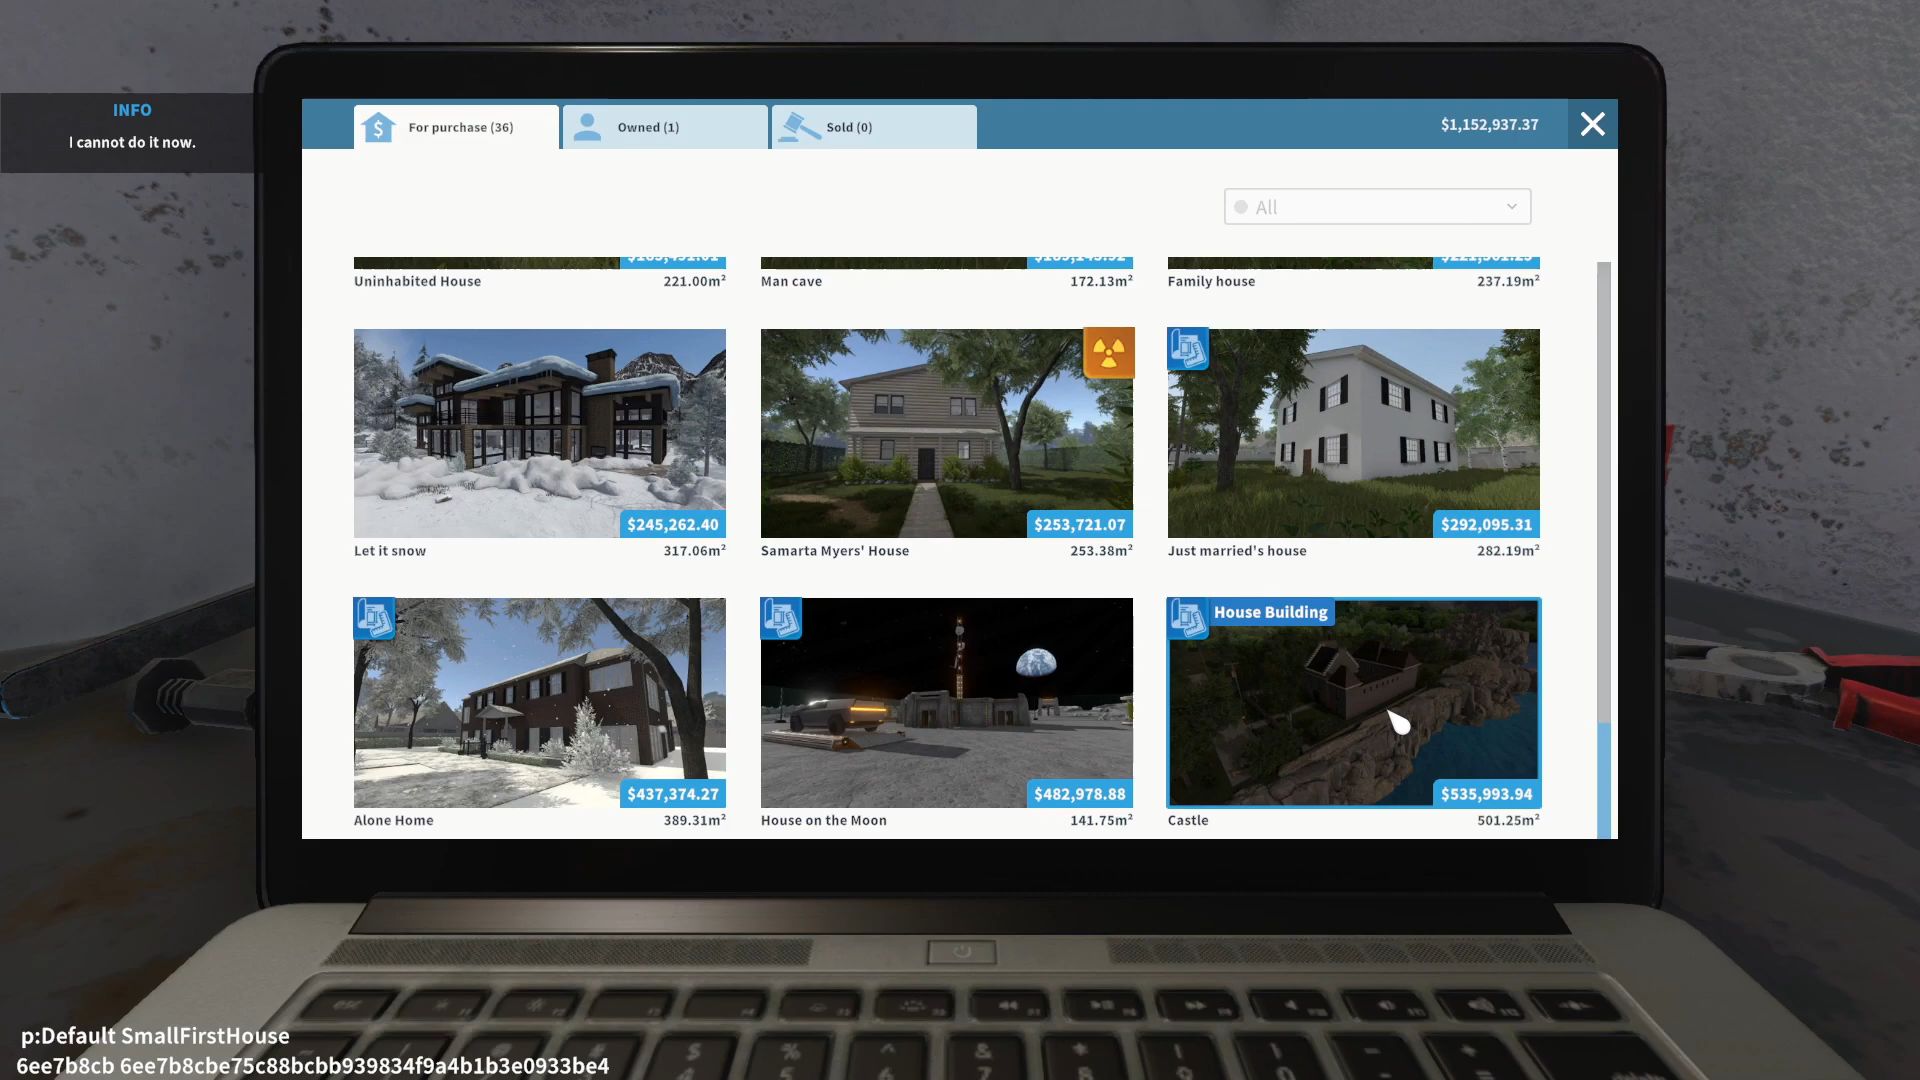 INFO
I cannot do it now.
For purchase (36)
Owned (1)
Sold (0)
$1,152,937.37
All
Uninhabited House
221.00m²
Man cave
172.13m²
Family house
237.19m²
$245,262.40
Let it snow
317.06m²
$253,721.07
Samarta Myers' House
253.38m²
$292,095.31
Just married's house
282.19m²
$437,374.27
Alone Home
389.31m²
$482,978.88
House on the Moon
141.75m²
House Building
$535,993.94
Castle
501.25m²
esc
p:Default SmallFirstHouse
6ee7b8cb 6ee7b8cbe75c88bcbb939834f9a4b1b3e0933be4